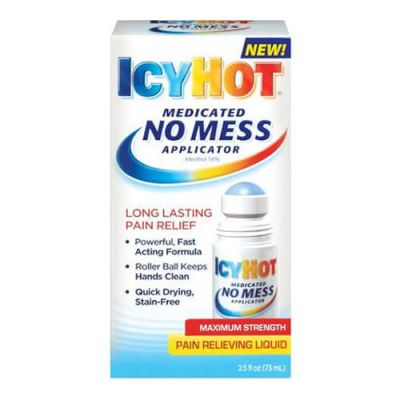 NEW!
ICYHOT®
MEDICATED
NO MESS
APPLICATOR
Menthol 16%
LONG LASTING
PAIN RELIEF
• Powerful, Fast
Acting Formula
• Roller Ball Keeps
Hands Clean
• Quick Drying,
Stain-Free
ICYHOT
MEDICATED
NO MESS
APPLICATOR
MAXIMUM STRENGTH
PAIN RELIEVING LIQUID
2.5 fl oz (73 mL)